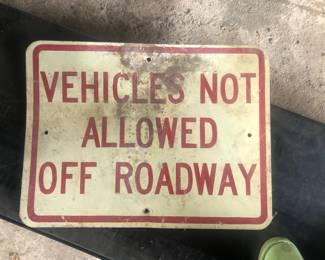 VEHICLES NOT
ALLOWED
OFF ROADWAY